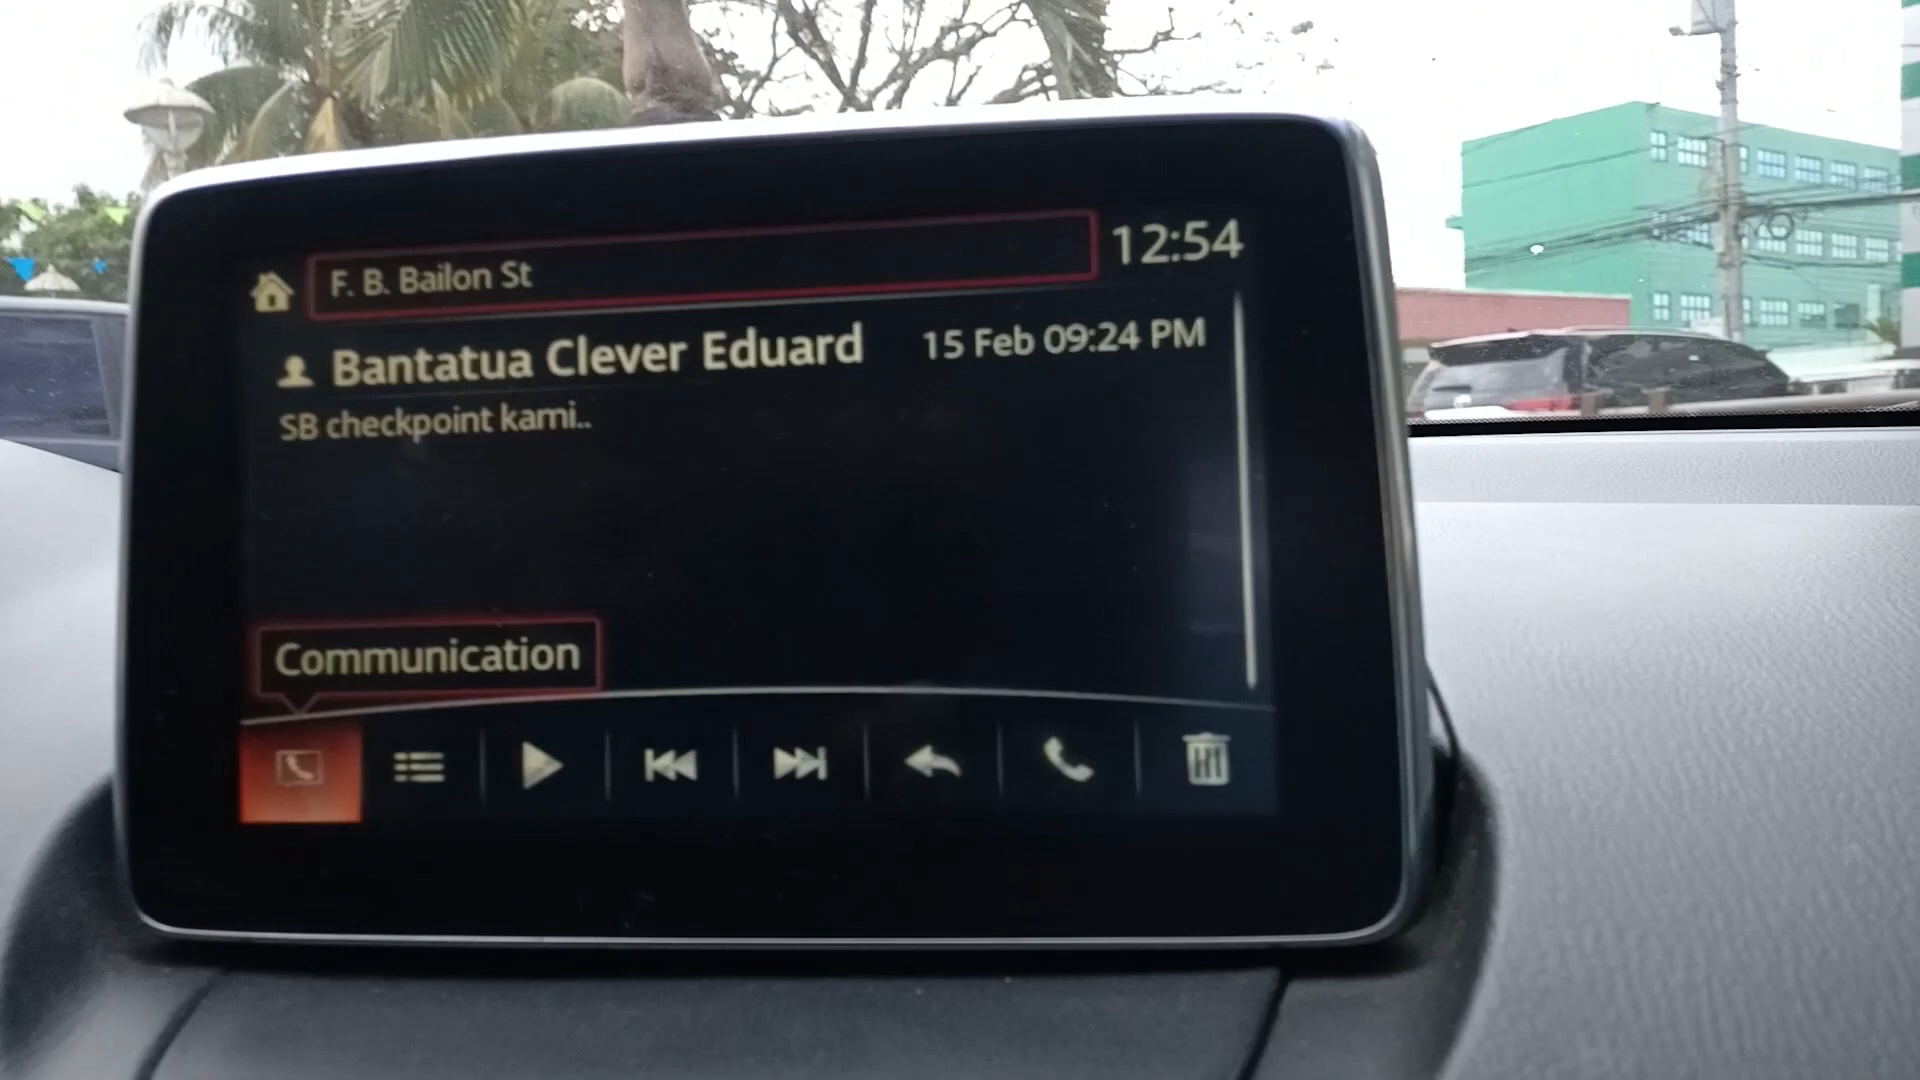 F. B. Bailon St
12:54
Bantatua Clever Eduard
15 Feb 09:24 PM
SB checkpoint kami..
Communication